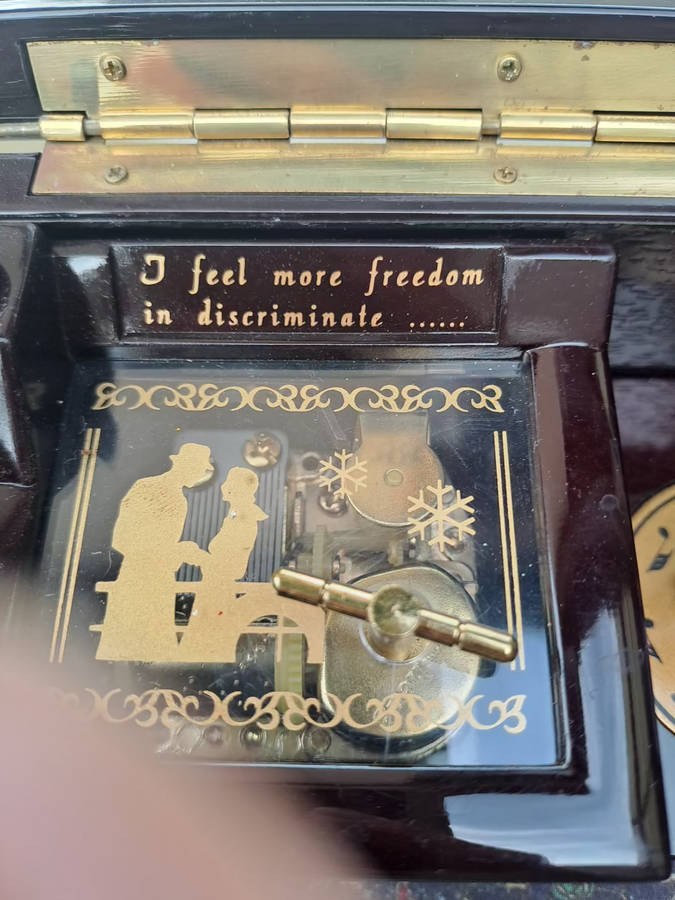 I feel more freedom
in discriminate ......